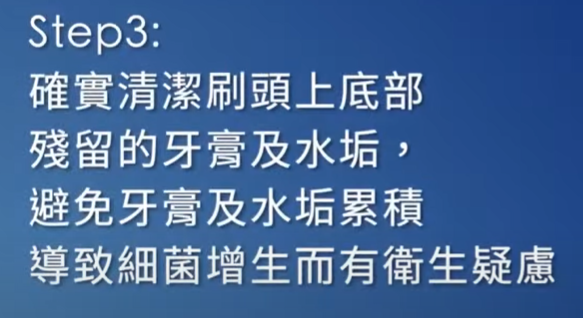 Step3:
確實清潔刷頭上底部
殘留的牙膏及水垢，
避免牙膏及水垢累積
導致細菌增生而有衛生疑慮